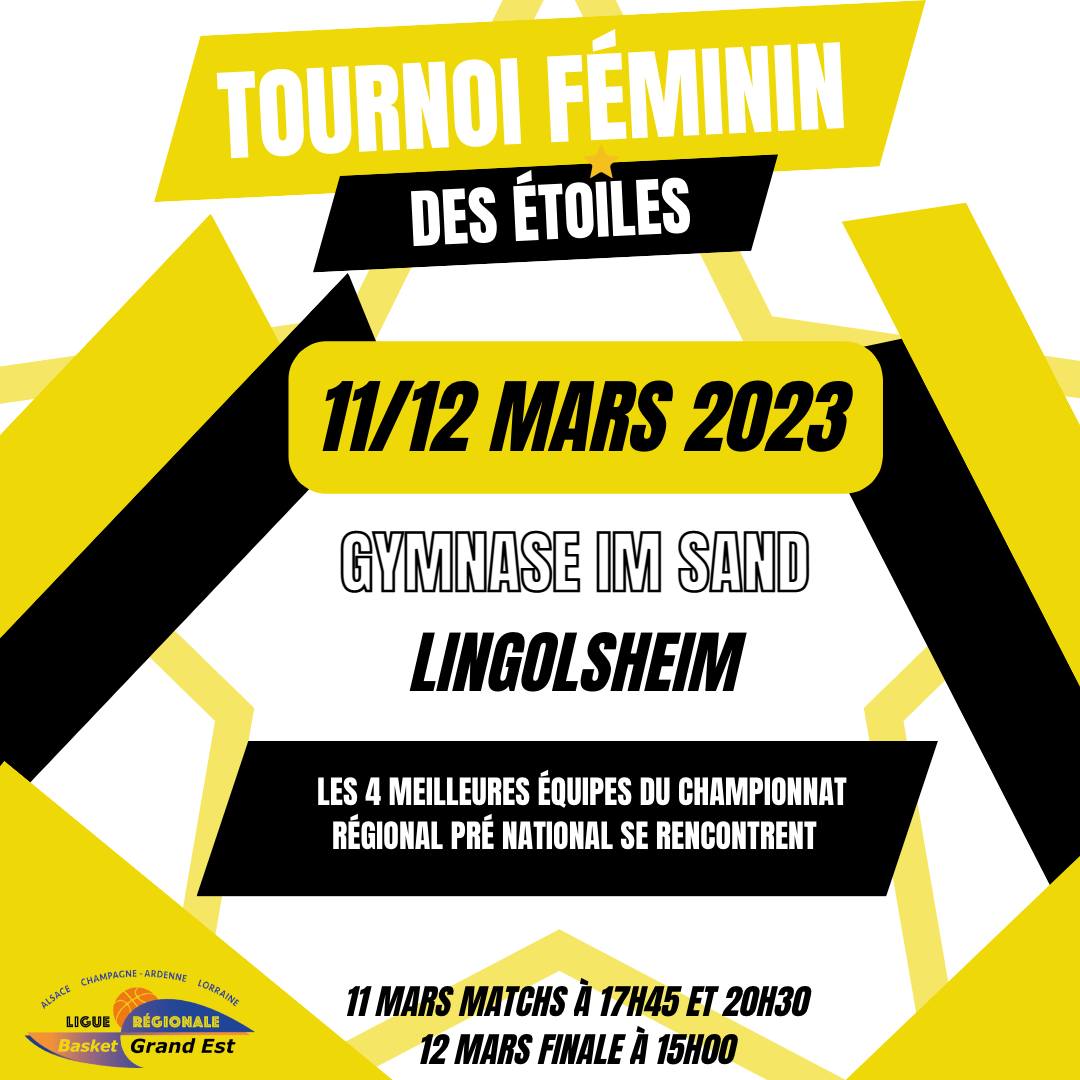 TOURNOI FÉMININ
DES ÉTOILES
11/12 MARS 2023
GYMNASE IM SAND
LINGOLSHEIM
LES 4 MEILLEURES ÉQUIPES DU CHAMPIONNAT
RÉGIONAL PRÉ NATIONAL SE RENCONTRENT
11 MARS MATCHS À 17H45 ET 20H30
12 MARS FINALE À 15H00
ALSACE CHAMPAGNE-ARDENNE LORRAINE
LIGUE RÉGIONALE
Basket Grand Est